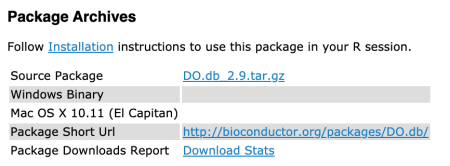 Package Archives
Follow Installation instructions to use this package in your R session.
Source Package DO.db_2.9.tar.gz
Windows Binary
Mac OS X 10.11 (El Capitan)
Package Short Url http://bioconductor.org/packages/DO.db/
Package Downloads Report Download Stats